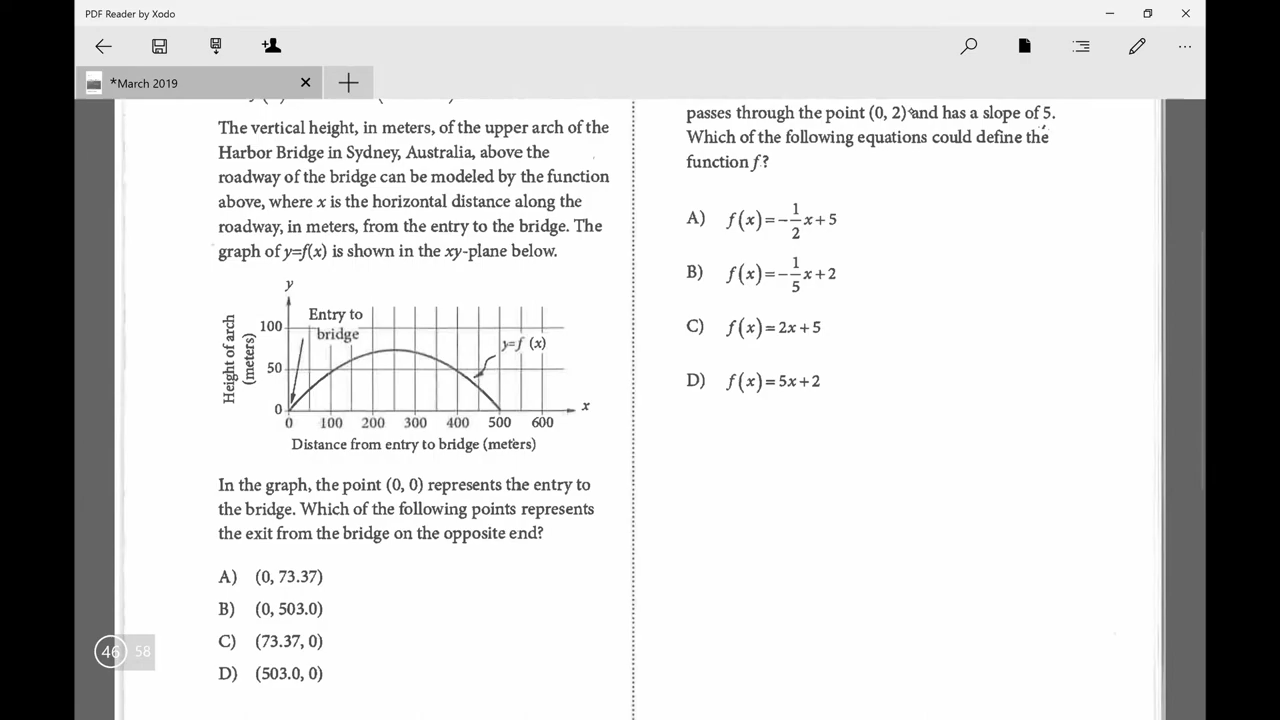 PDF Reader by Xodo
*March 2019
The vertical height, in meters, of the upper arch of the
Harbor Bridge in Sydney, Australia, above the
roadway of the bridge can be modeled by the function
above, where x is the horizontal distance along the
roadway, in meters, from the entry to the bridge. The
graph of y=f(x) is shown in the xy-plane below.
y
Entry to
bridge
y=f (x)
Height of arch
(meters)
100
50
0
x
0 100 200 300 400 500 600
Distance from entry to bridge (meters)
In the graph, the point (0, 0) represents the entry to
the bridge. Which of the following points represents
the exit from the bridge on the opposite end?
A) (0, 73.37)
B) (0, 503.0)
C) (73.37, 0)
D) (503.0, 0)
46 58
passes through the point (0, 2) and has a slope of 5.
Which of the following equations could define the
function f?
A) f(x)=-1/2x+5
B) f(x)=-1/5x+2
C) f(x)=2x+5
D) f(x)=5x+2